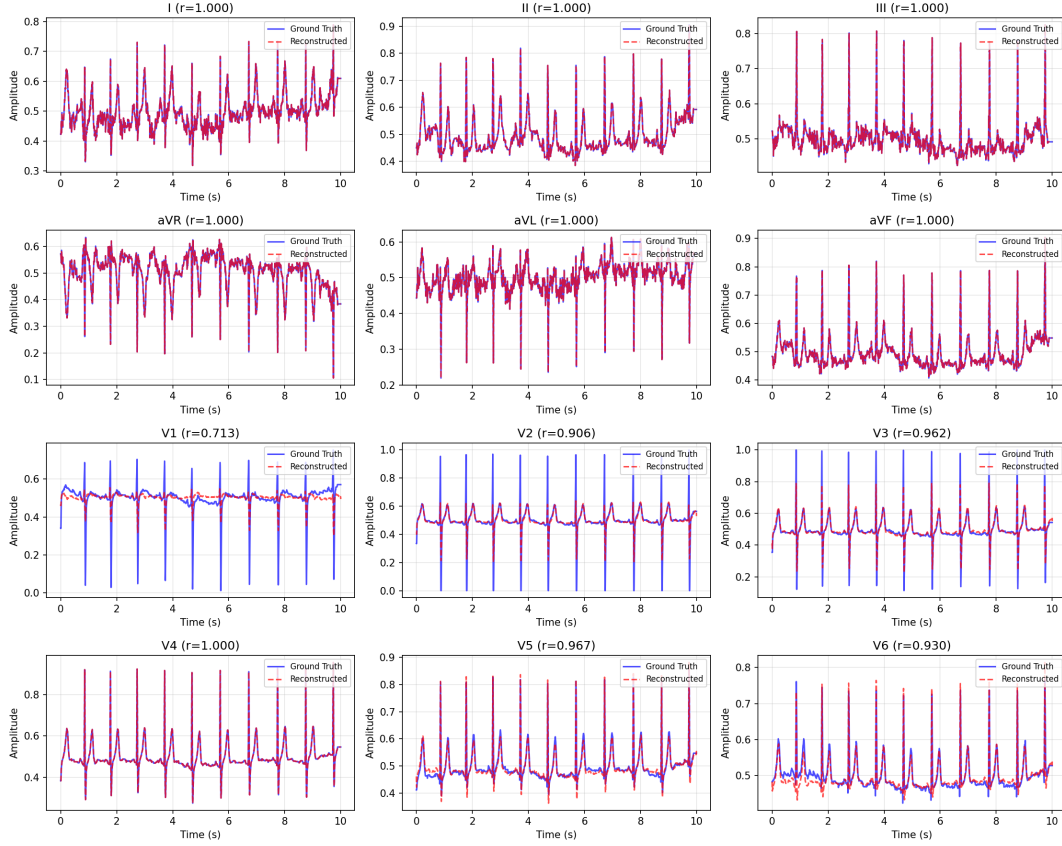 I (r=1.000)
Amplitude
0.8
0.7
0.6
0.5
0.4
0.3
0 2 4 6 8 10
Time (s)
Ground Truth
Reconstructed
II (r=1.000)
Amplitude
0.8
0.7
0.6
0.5
0.4
0 2 4 6 8 10
Time (s)
Ground Truth
Reconstructed
III (r=1.000)
Amplitude
0.8
0.7
0.6
0.5
0 2 4 6 8 10
Time (s)
Ground Truth
Reconstructed
aVR (r=1.000)
Amplitude
0.6
0.5
0.4
0.3
0.2
0.1
0 2 4 6 8 10
Time (s)
Ground Truth
Reconstructed
aVL (r=1.000)
Amplitude
0.6
0.5
0.4
0.3
0.2
0 2 4 6 8 10
Time (s)
Ground Truth
Reconstructed
aVF (r=1.000)
Amplitude
0.9
0.8
0.7
0.6
0.5
0.4
0 2 4 6 8 10
Time (s)
Ground Truth
Reconstructed
V1 (r=0.713)
Amplitude
0.6
0.4
0.2
0.0
0 2 4 6 8 10
Time (s)
Ground Truth
Reconstructed
V2 (r=0.906)
Amplitude
1.0
0.8
0.6
0.4
0.2
0.0
0 2 4 6 8 10
Time (s)
Ground Truth
Reconstructed
V3 (r=0.962)
Amplitude
1.0
0.8
0.6
0.4
0.2
0 2 4 6 8 10
Time (s)
Ground Truth
Reconstructed
V4 (r=1.000)
Amplitude
0.8
0.6
0.4
0 2 4 6 8 10
Time (s)
Ground Truth
Reconstructed
V5 (r=0.967)
Amplitude
0.9
0.8
0.7
0.6
0.5
0.4
0 2 4 6 8 10
Time (s)
Ground Truth
Reconstructed
V6 (r=0.930)
Amplitude
0.8
0.7
0.6
0.5
0 2 4 6 8 10
Time (s)
Ground Truth
Reconstructed